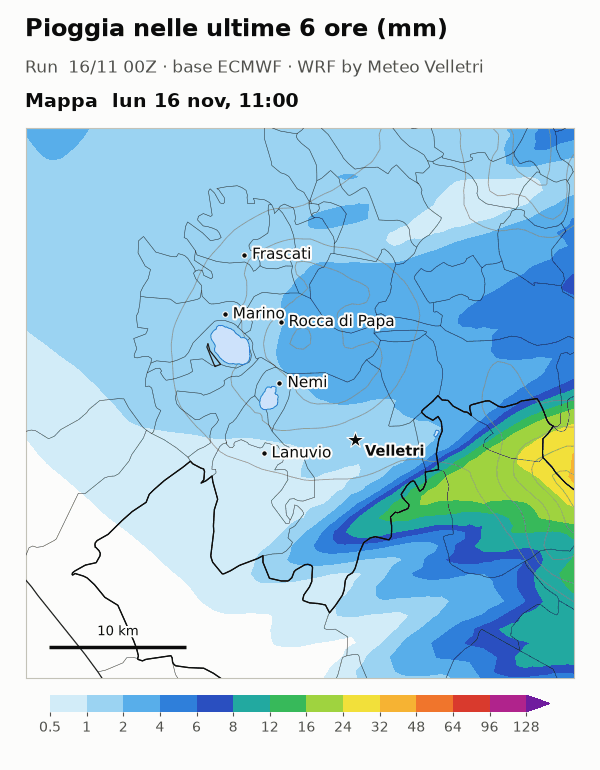 Pioggia nelle ultime 6 ore (mm)
Run  16/11 00Z · base ECMWF · WRF by Meteo Velletri
Mappa  lun 16 nov, 11:00
Frascati
Marino
Rocca di Papa
Nemi
Velletri
Lanuvio
10 km
0.5 1 2 4 6 8 12 16 24 32 48 64 96 128